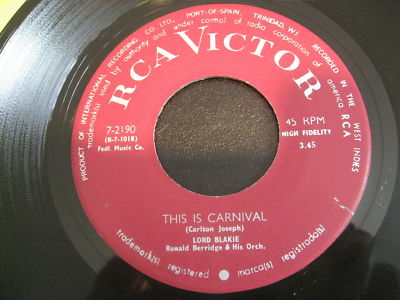 PRODUCT OF INTERNATIONAL RECORDING CO., LTD., PORT-OF-SPAIN, TRINIDAD, W.I. RECORDED IN THE WEST INDIES
trademark(s) used by authority and under control of radio corporation of america RCA
RCA VICTOR
7-2190
(B-7-1018)
Fedl. Music Co.
45 RPM
HIGH FIDELITY
3.45
THIS IS CARNIVAL
(Carlton Joseph)
LORD BLAKIE
Ronald Berridge & His Orch.
trademark(s) registered • marca(s) registrada(s)